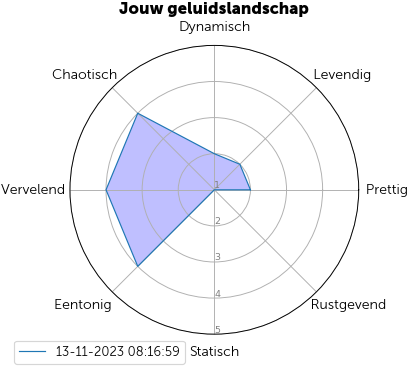 Jouw geluidslandschap
Dynamisch
Chaotisch
Levendig
Vervelend
Prettig
1
2
3
4
5
Eentonig
Rustgevend
Statisch
13-11-2023 08:16:59